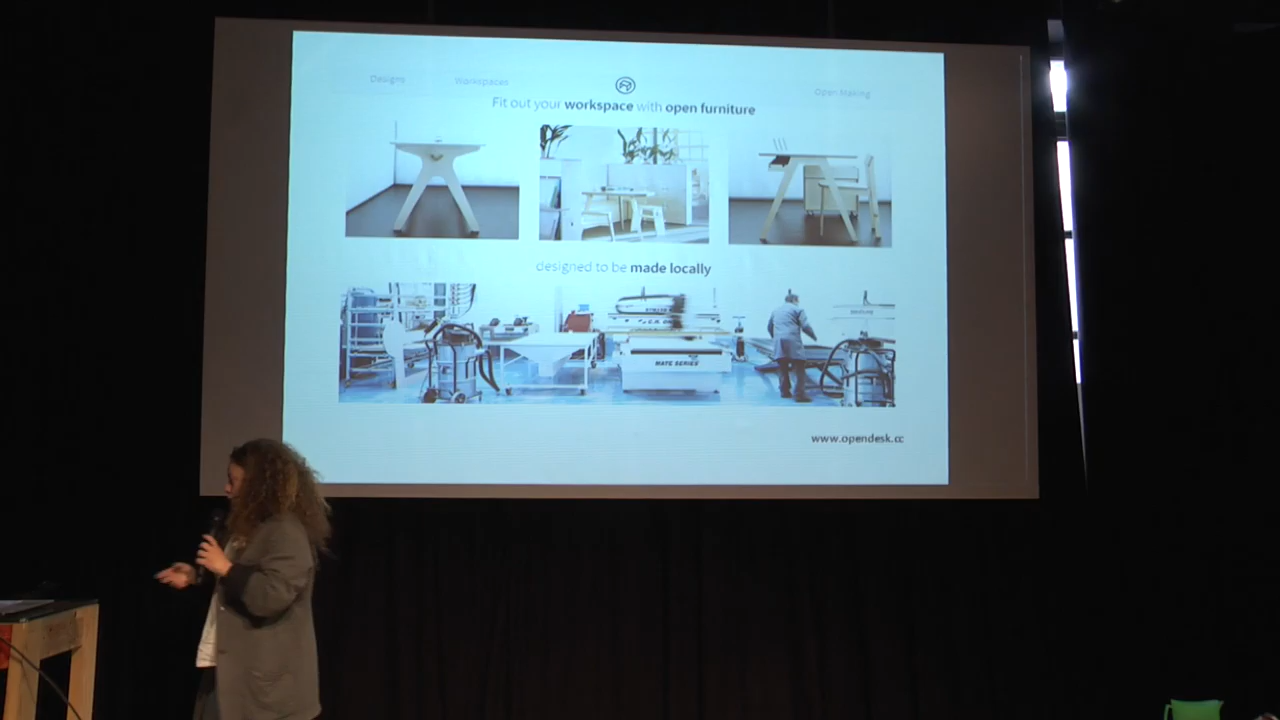 Designs
Workspaces
Open Making
Fit out your workspace with open furniture
designed to be made locally
MATE SERIES
www.opendesk.cc